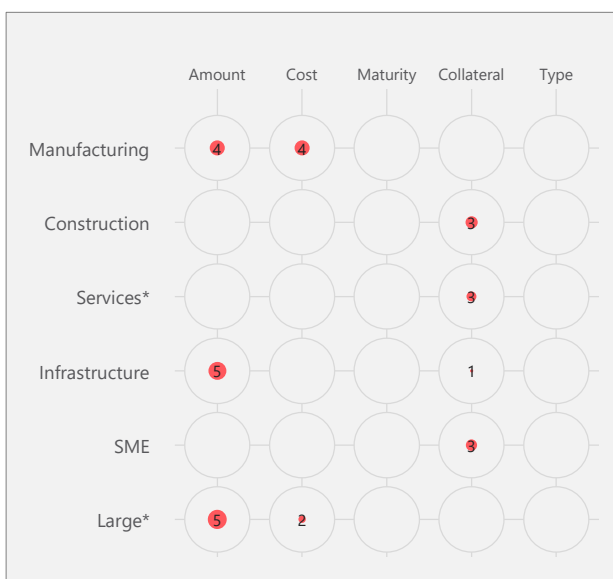 Amount Cost Maturity Collateral Type
Manufacturing 4 4
Construction 3
Services* 3
Infrastructure 5 1
SME 3
Large* 5 2